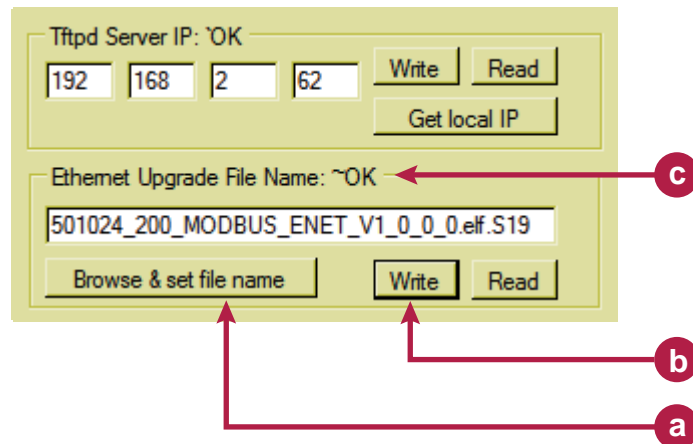 Tftpd Server IP: `OK
192 168 2 62 Write Read
Get local IP
Ethernet Upgrade File Name: ~OK
c
501024_200_MODBUS_ENET_V1_0_0_0.elf.S19
Browse & set file name Write Read
b
a